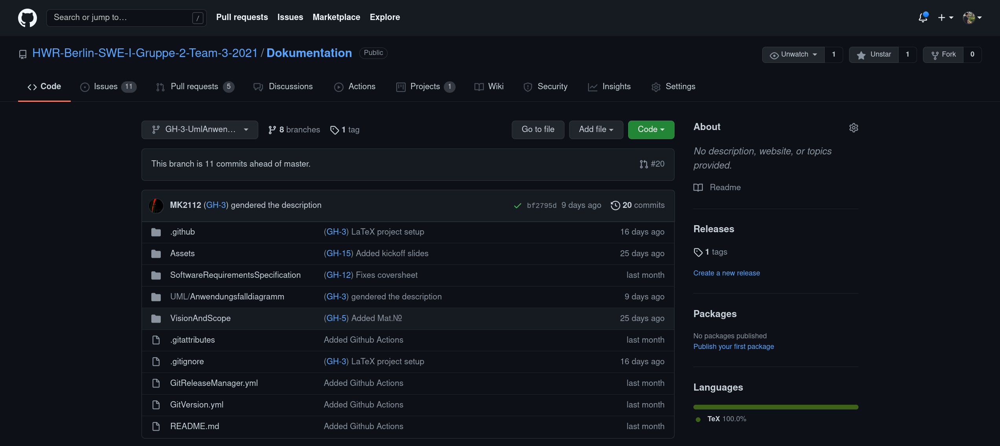 Search or jump to… / Pull requests Issues Marketplace Explore
HWR-Berlin-SWE-I-Gruppe-2-Team-3-2021 / Dokumentation Public Unwatch 1 Unstar 1 Fork 0
Code Issues 11 Pull requests 5 Discussions Actions Projects 1 Wiki Security Insights Settings
GH-3-UmlAnwen… 8 branches 1 tag Go to file Add file Code
This branch is 11 commits ahead of master. #20
MK2112 (GH-3) gendered the description bf2795d 9 days ago 20 commits
.github (GH-3) LaTeX project setup 16 days ago
Assets (GH-15) Added kickoff slides 25 days ago
SoftwareRequirementsSpecification (GH-12) Fixes coversheet last month
UML/Anwendungsfalldiagramm (GH-3) gendered the description 9 days ago
VisionAndScope (GH-5) Added Mat.№ 25 days ago
.gitattributes Added Github Actions last month
.gitignore (GH-3) LaTeX project setup 16 days ago
GitReleaseManager.yml Added Github Actions last month
GitVersion.yml Added Github Actions last month
README.md Added Github Actions last month
About
No description, website, or topics
provided.
Readme
Releases
1 tags
Create a new release
Packages
No packages published
Publish your first package
Languages
TeX 100.0%